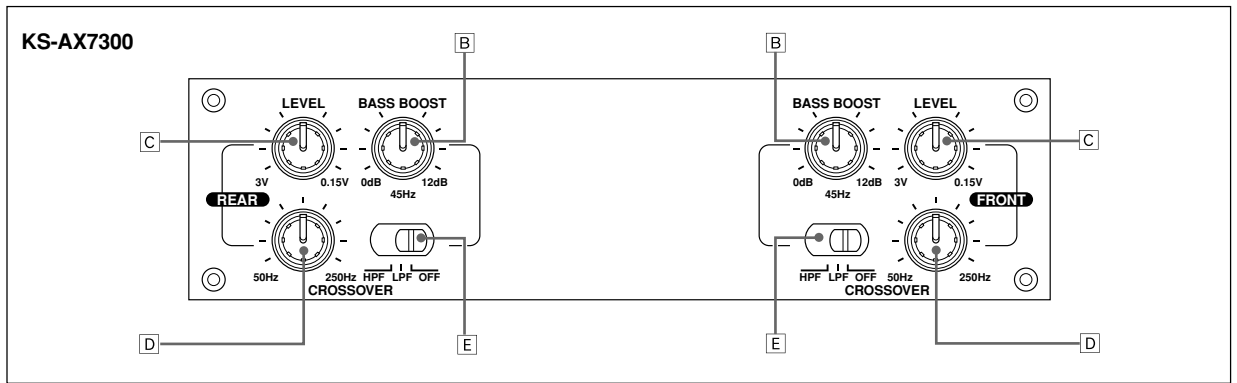 KS-AX7300
B
B
LEVEL BASS BOOST
BASS BOOST LEVEL
C
C
3V 0.15V 0dB 12dB
45Hz
0dB 12dB 3V 0.15V
45Hz
REAR
FRONT
50Hz 250Hz HPF LPF OFF
CROSSOVER
HPF LPF OFF 50Hz 250Hz
CROSSOVER
D
E
E
D